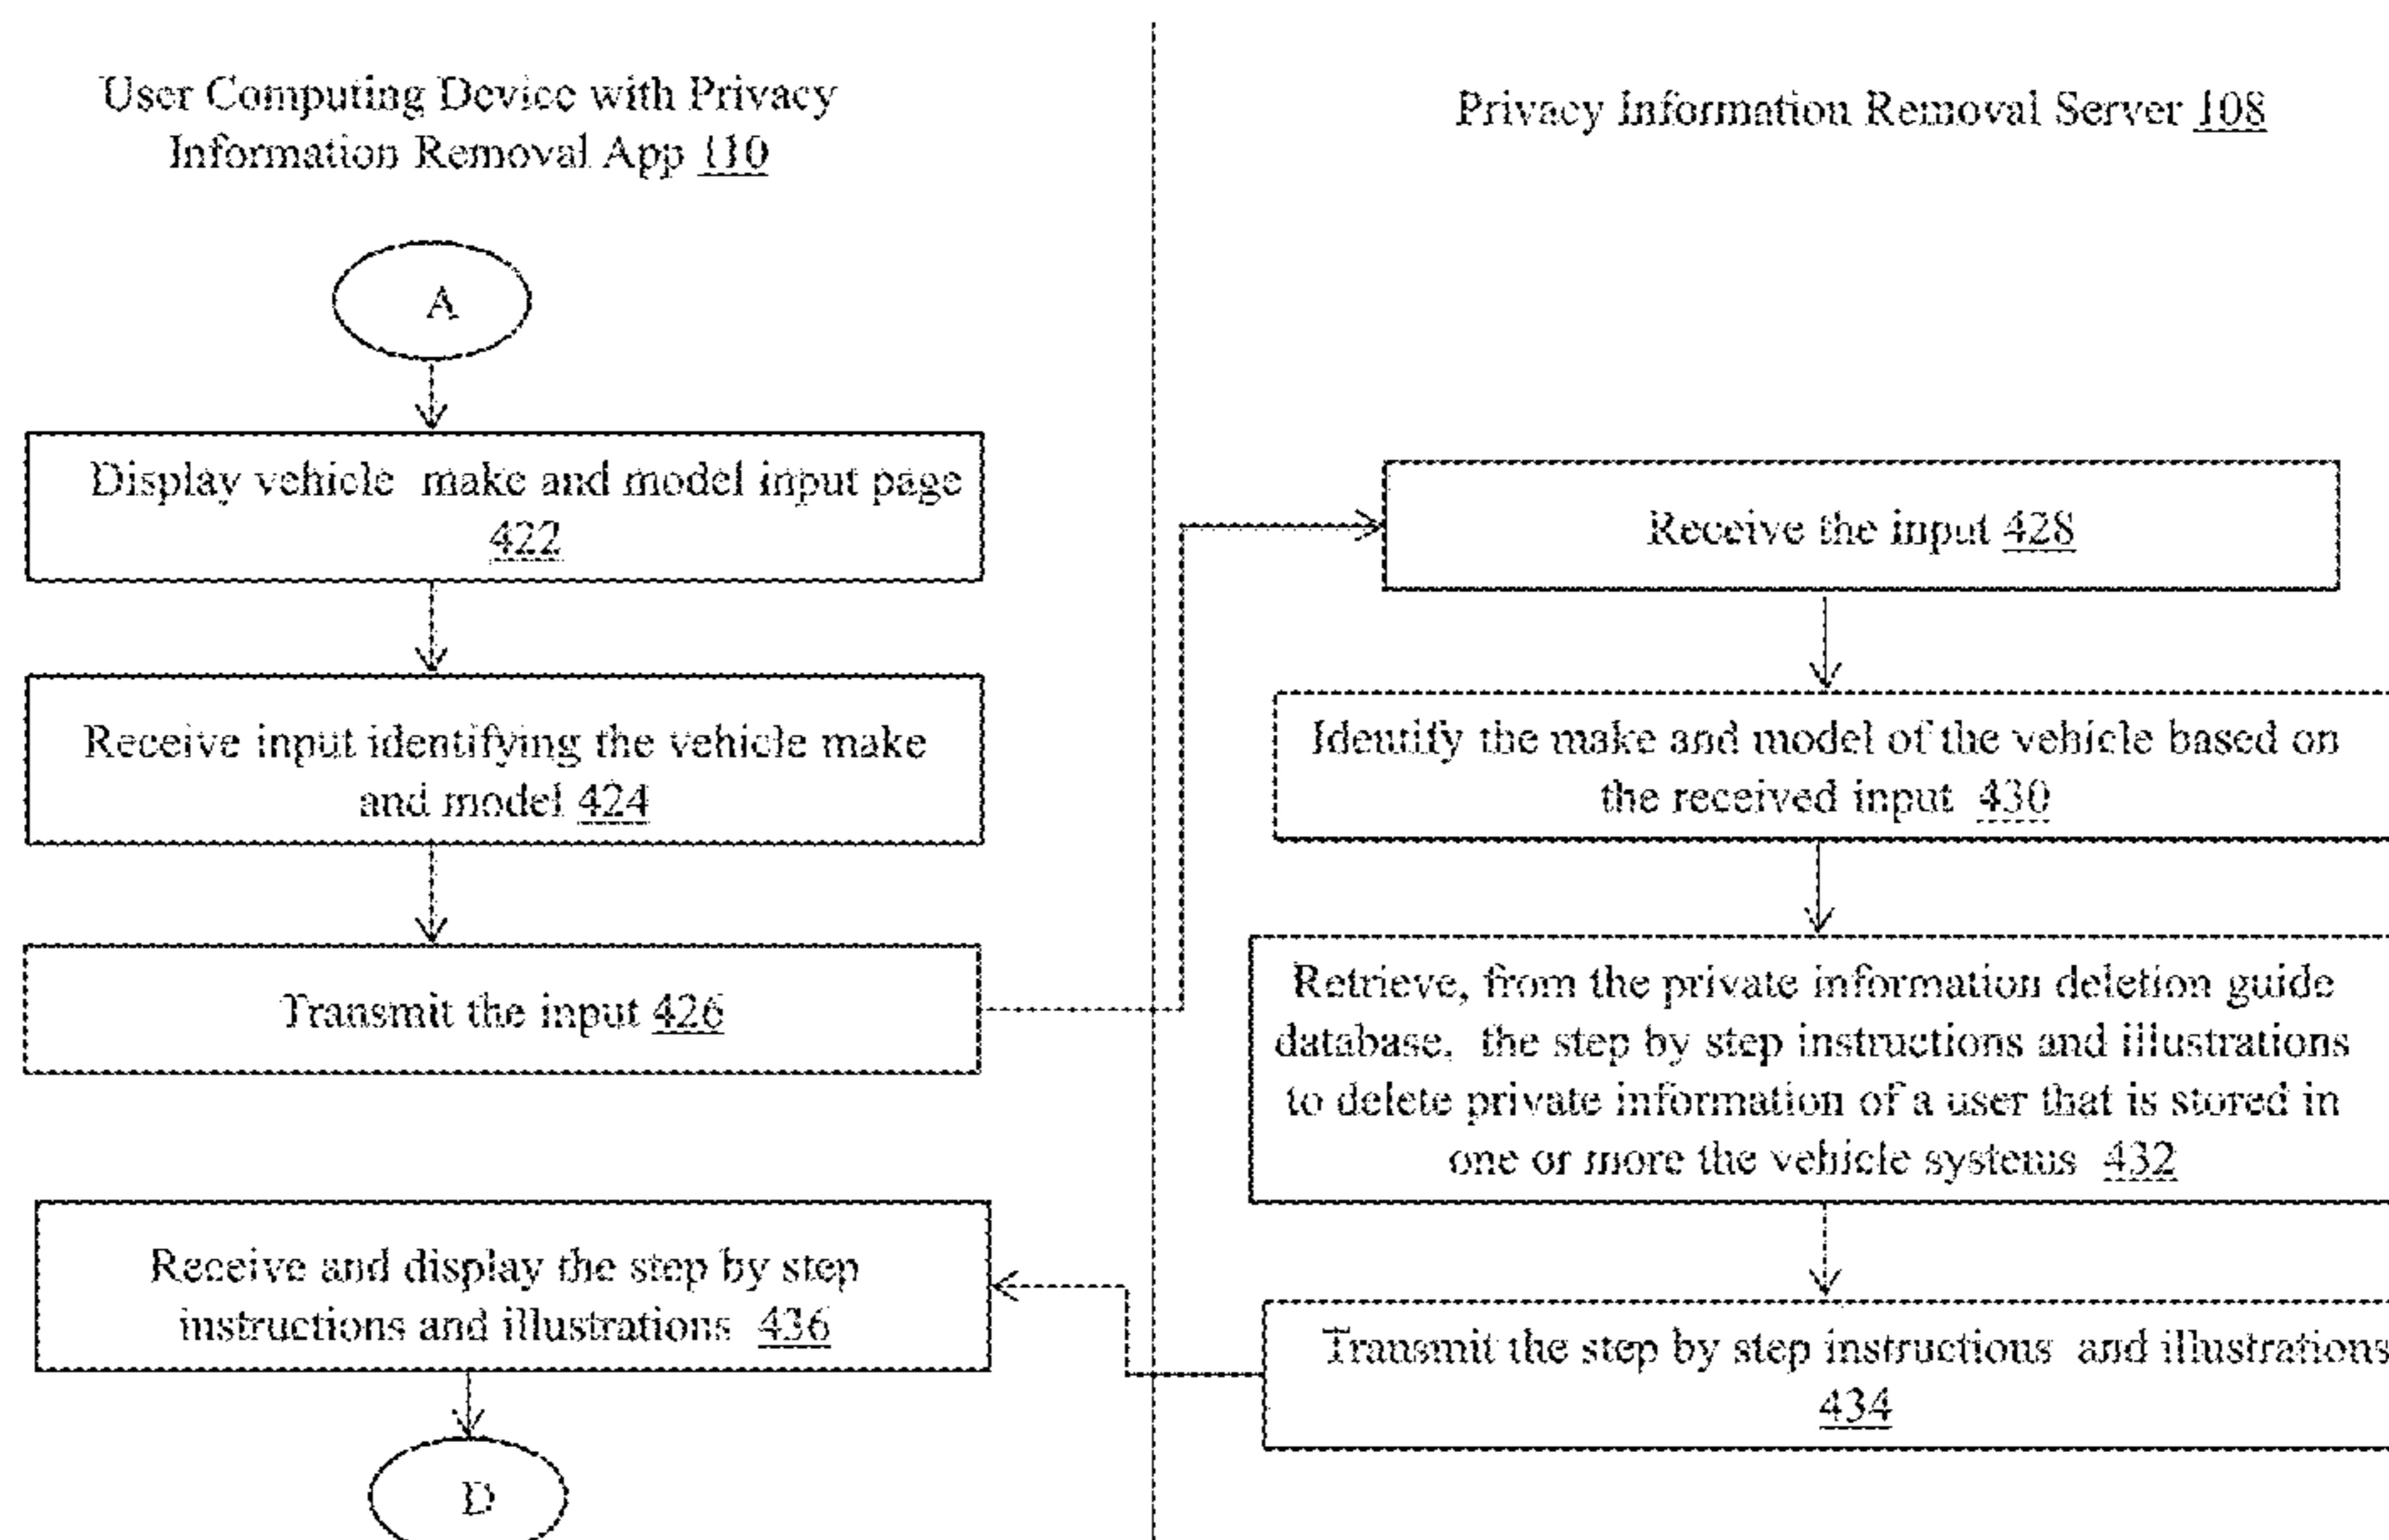 User Computing Device with Privacy
Information Removal App 110
A
Display vehicle make and model input page
422
Receive input identifying the vehicle make
and model 424
Transmit the input 426
Receive and display the step by step
instructions and illustrations 436
D
Privacy Information Removal Server 108
Receive the input 428
Identify the make and model of the vehicle based on
the received input 430
Retrieve, from the private information deletion guide
database, the step by step instructions and illustrations
to delete private information of a user that is stored in
one or more the vehicle systems 432
Transmit the step by step instructions and illustrations
434